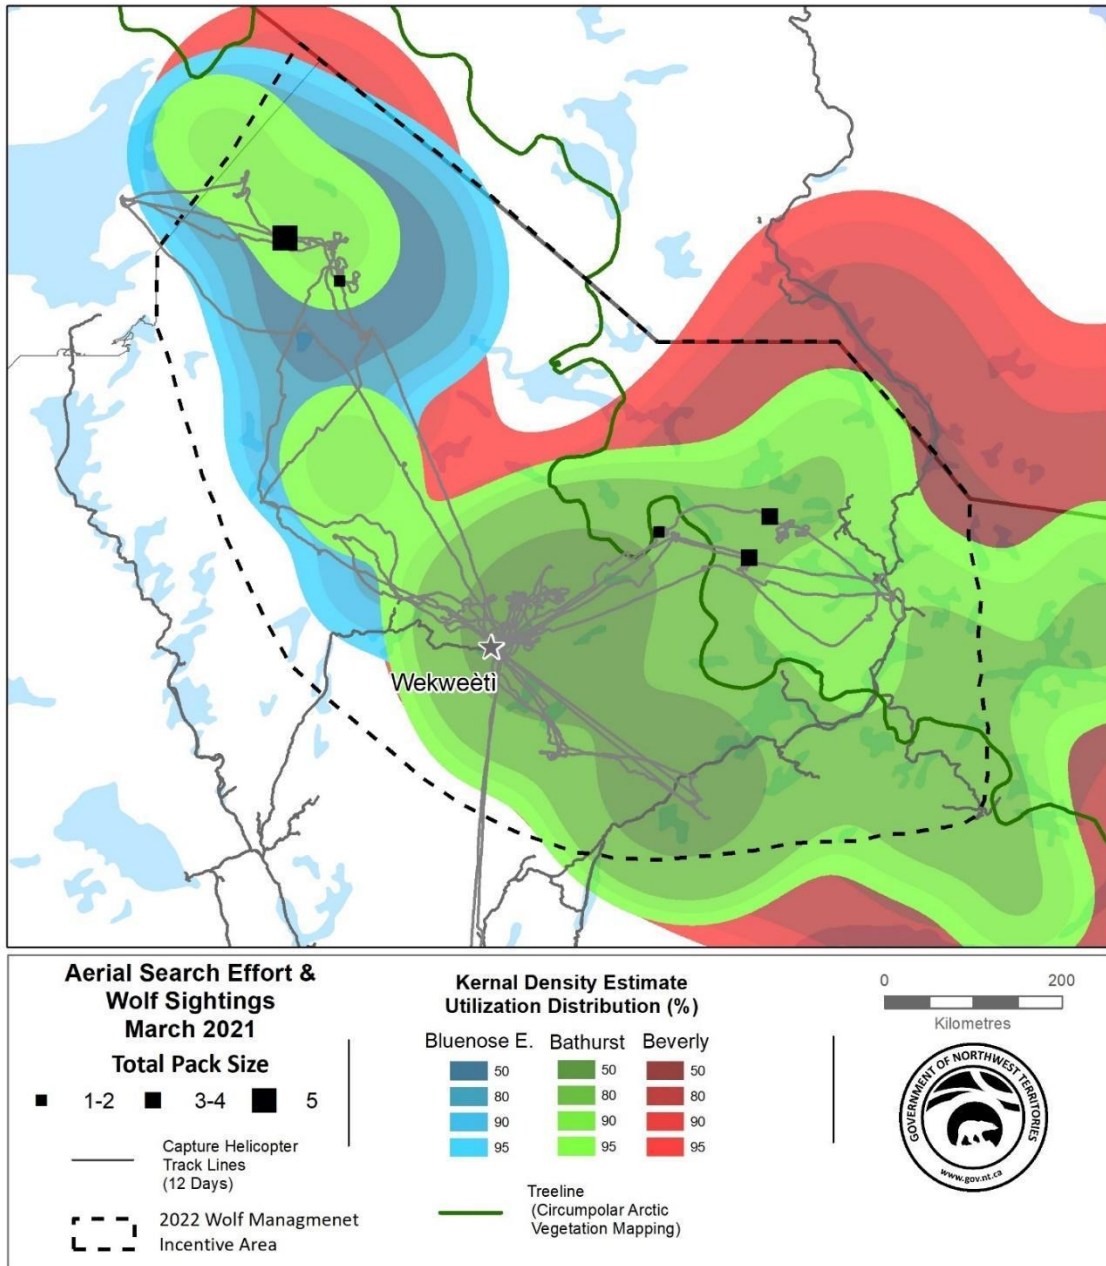 Wekweètì
Aerial Search Effort &
Wolf Sightings
March 2021
Total Pack Size
1-2 3-4 5
Capture Helicopter
Track Lines
(12 Days)
2022 Wolf Managmenet
Incentive Area
Kernal Density Estimate
Utilization Distribution (%)
Bluenose E. Bathurst Beverly
50 50 50
80 80 80
90 90 90
95 95 95
Treeline
(Circumpolar Arctic
Vegetation Mapping)
0 200
Kilometres
GOVERNMENT OF NORTHWEST TERRITORIES
www.gov.nt.ca